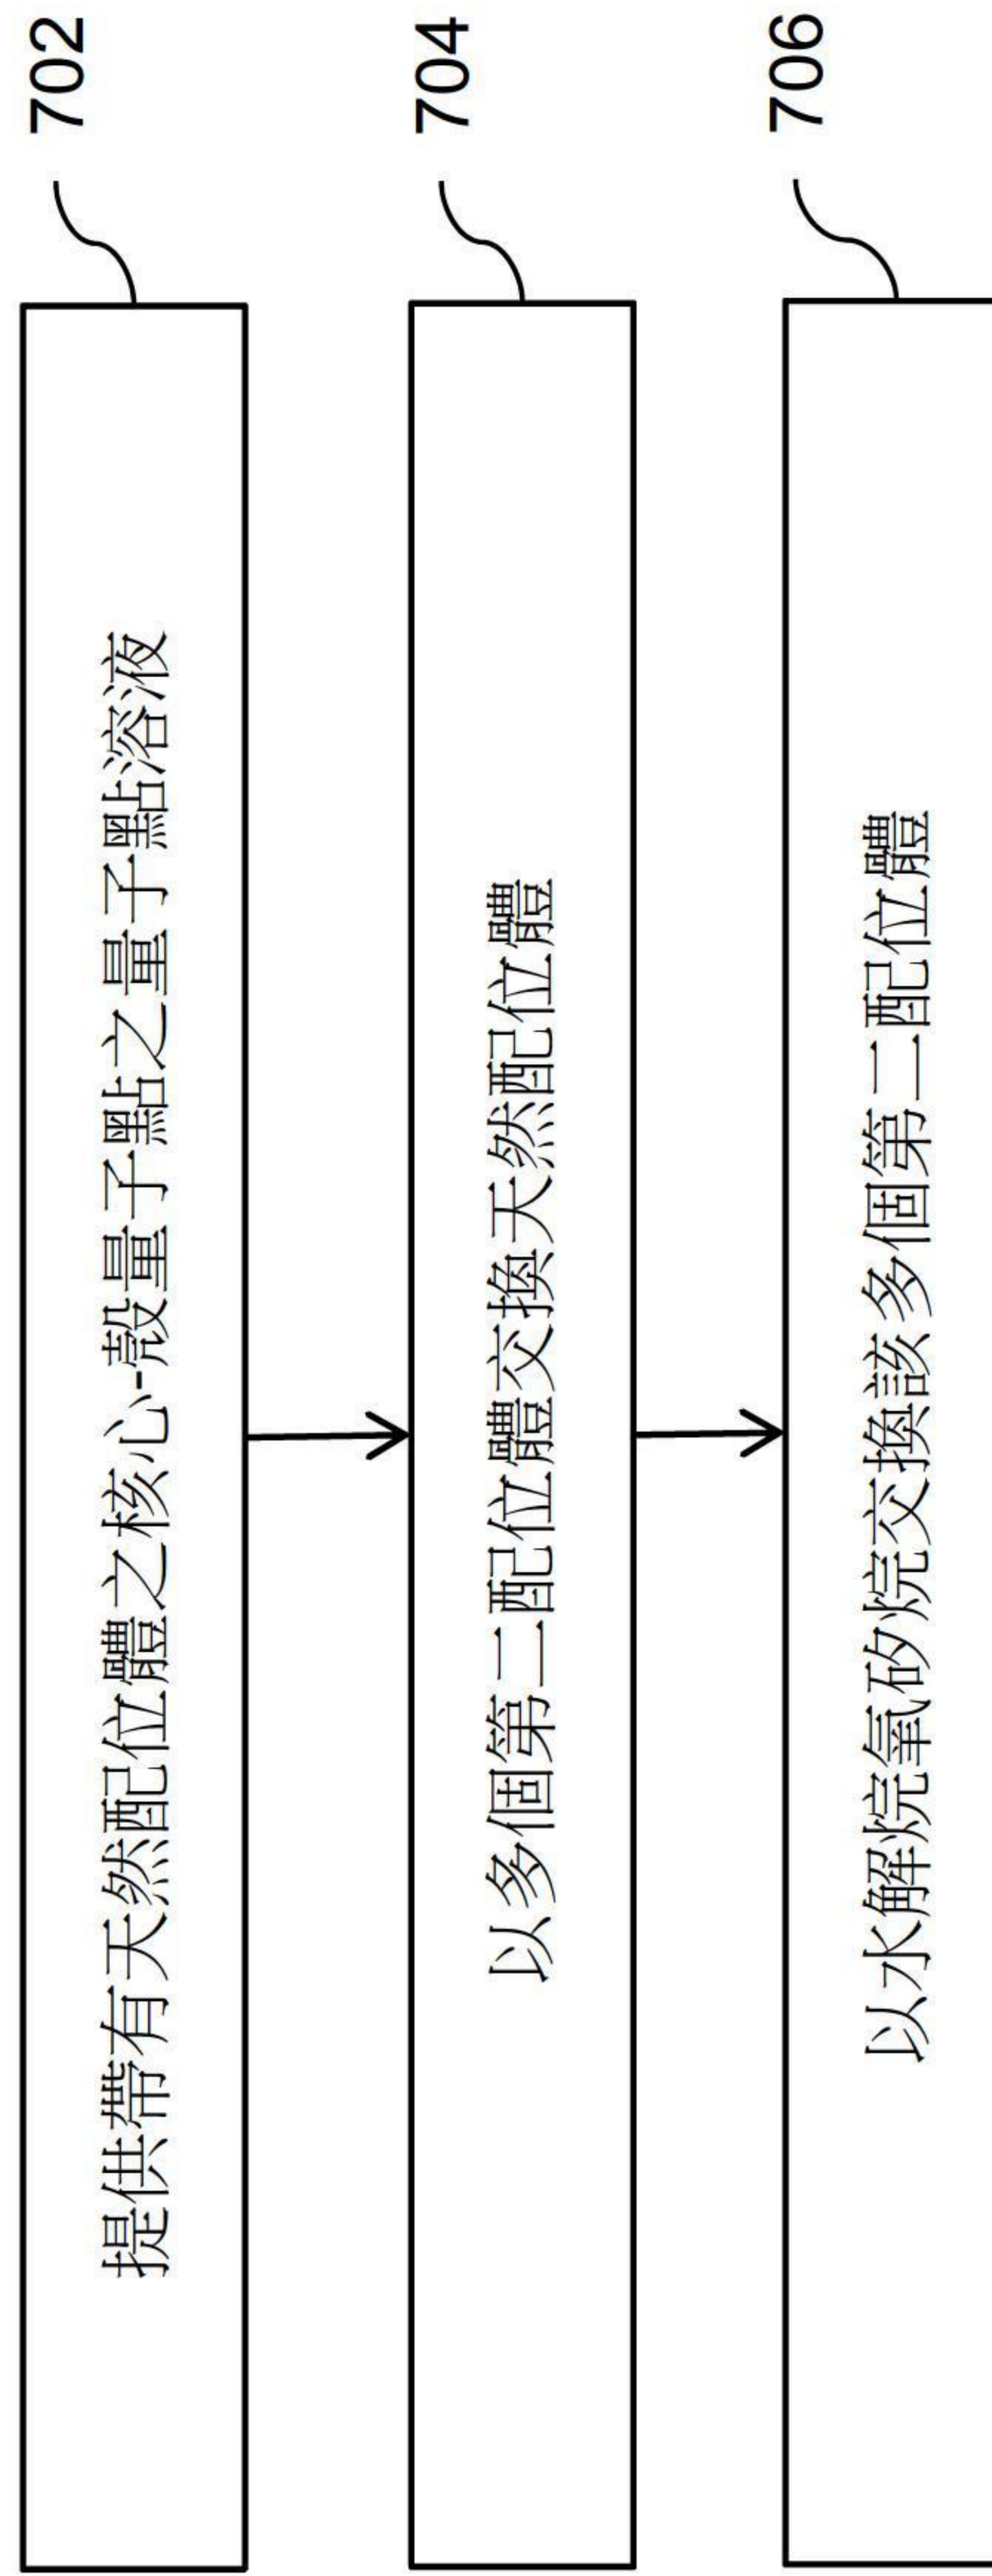 702
提供帶有天然配位體之核心-殼量子點之量子點溶液
704
以多個第二配位體交換天然配位體
706
以水解烷氧矽烷交換該多個第二配位體